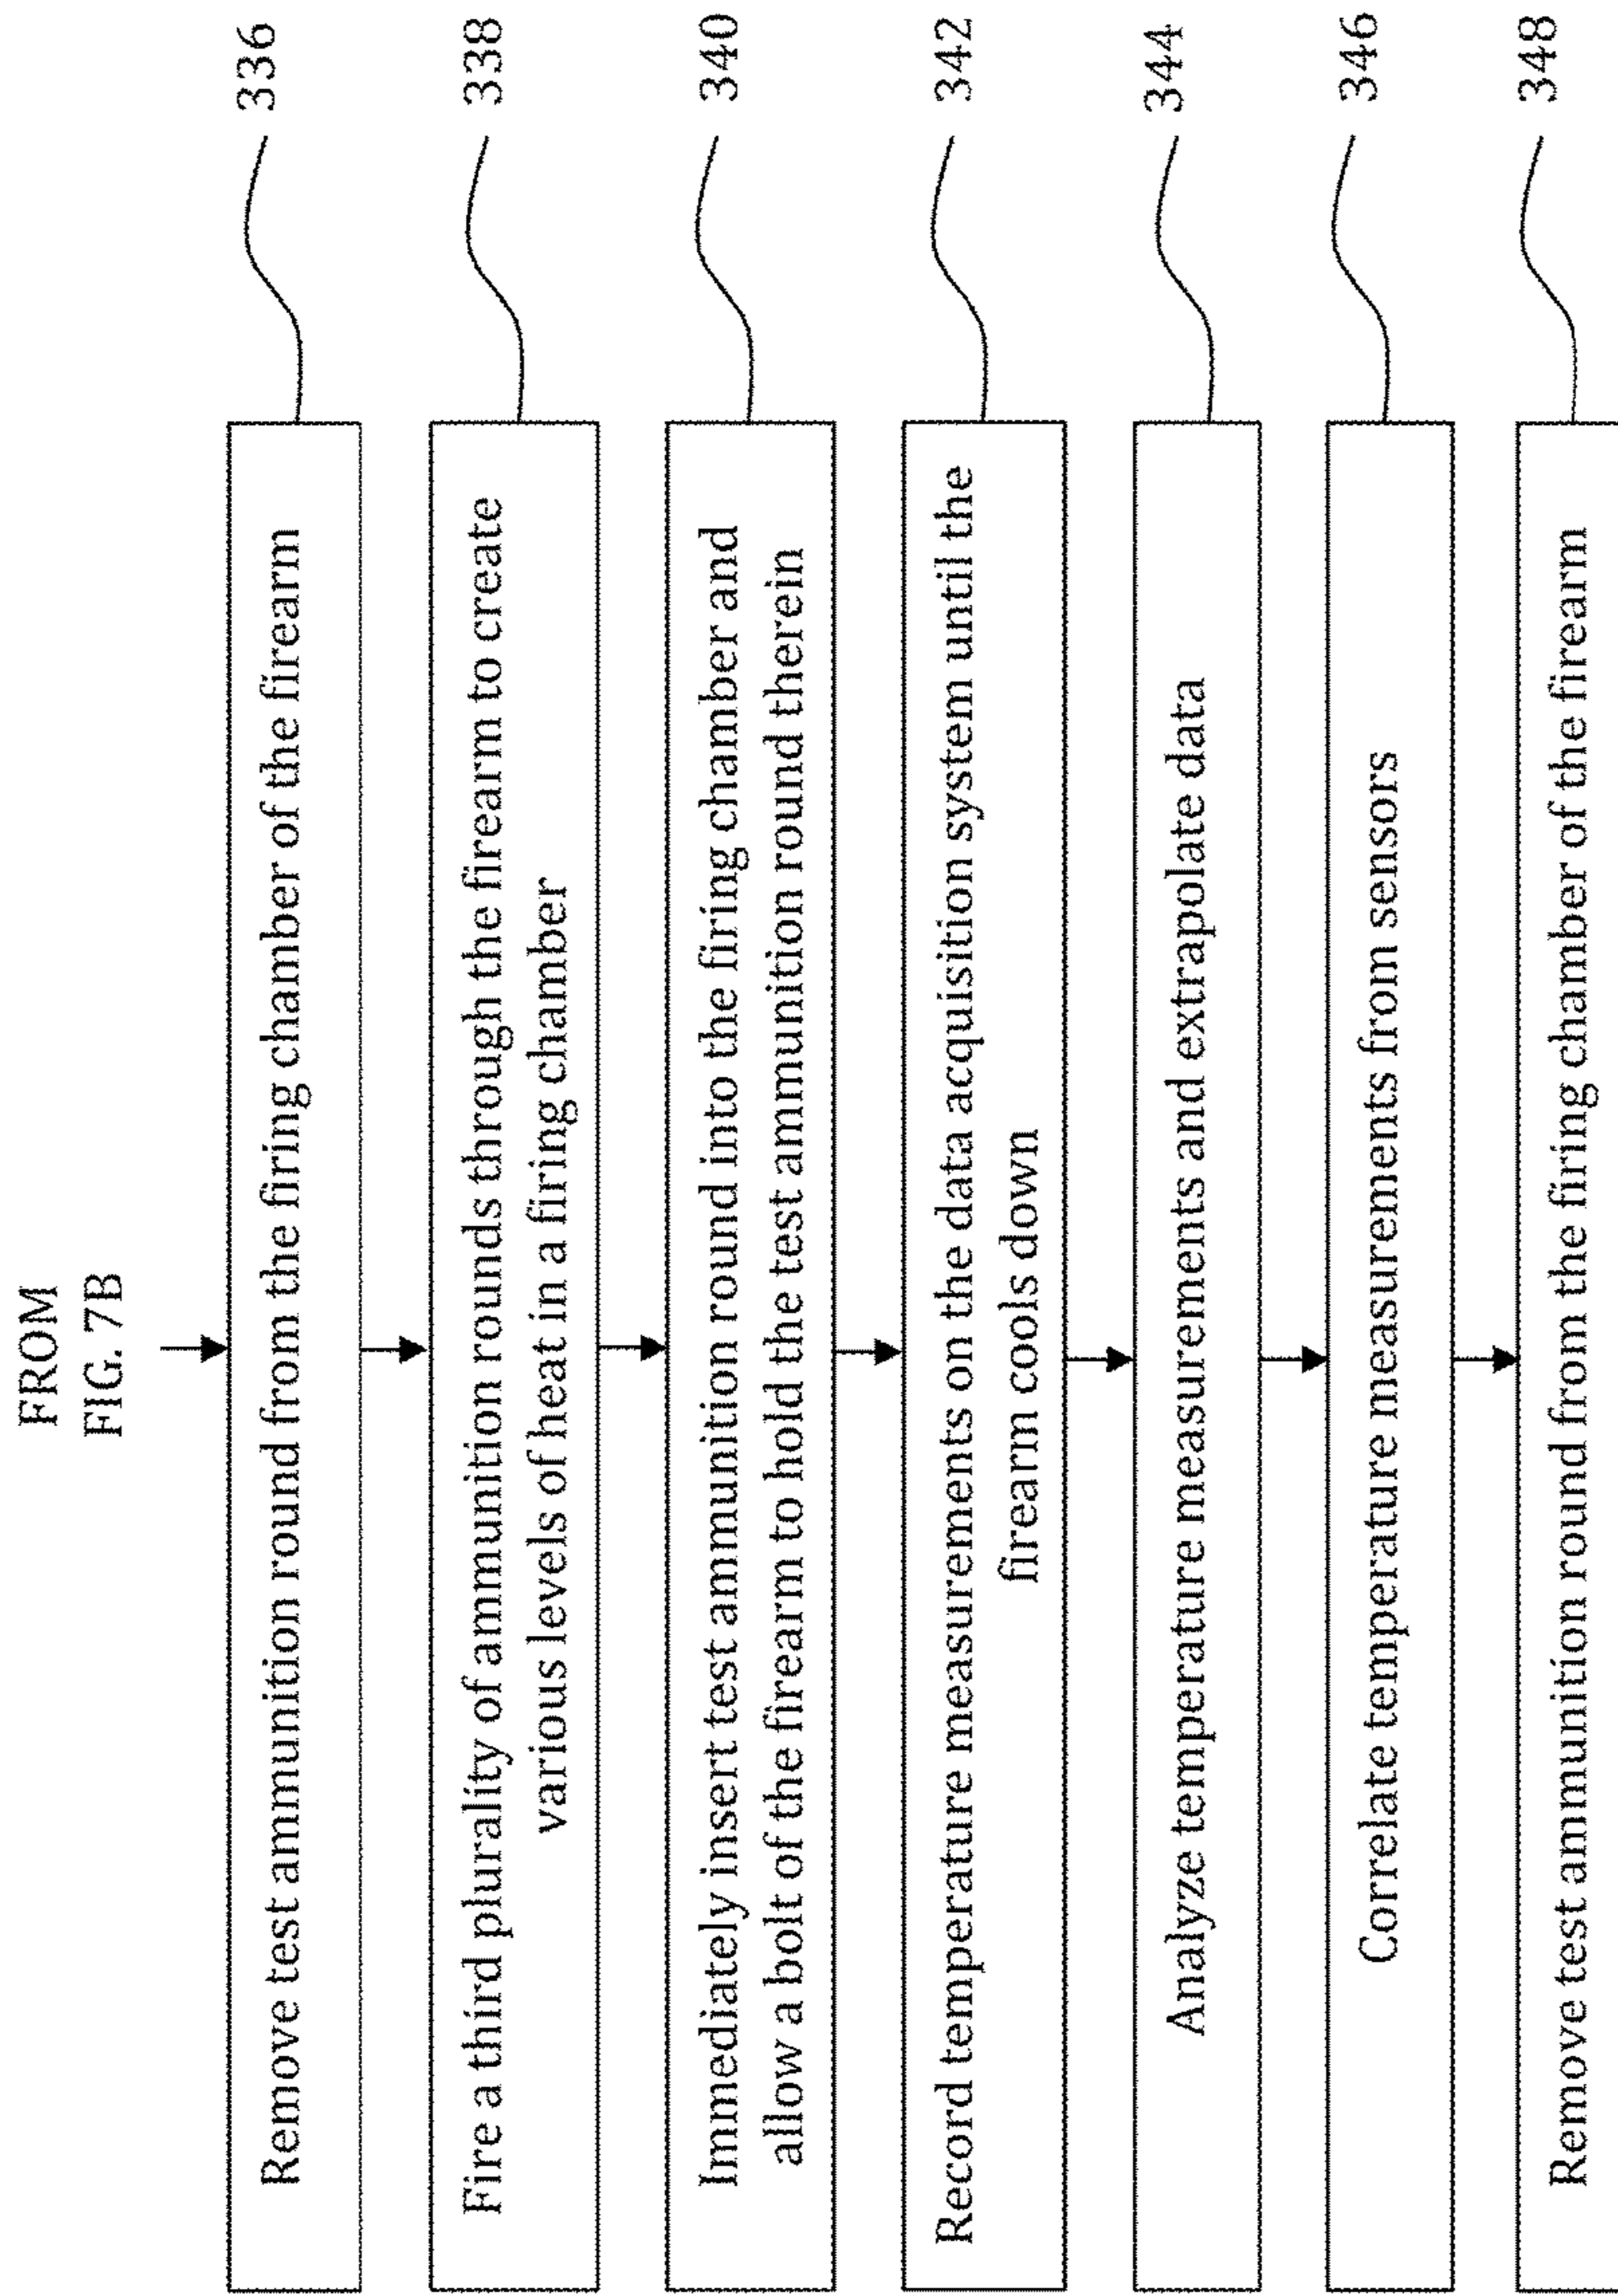 FROM
FIG. 7B
Remove test ammunition round from the firing chamber of the firearm
336
Fire a third plurality of ammunition rounds through the firearm to create
various levels of heat in a firing chamber
338
Immediately insert test ammunition round into the firing chamber and
allow a bolt of the firearm to hold the test ammunition round therein
340
Record temperature measurements on the data acquisition system until the
firearm cools down
342
Analyze temperature measurements and extrapolate data
344
Correlate temperature measurements from sensors
346
Remove test ammunition round from the firing chamber of the firearm
348